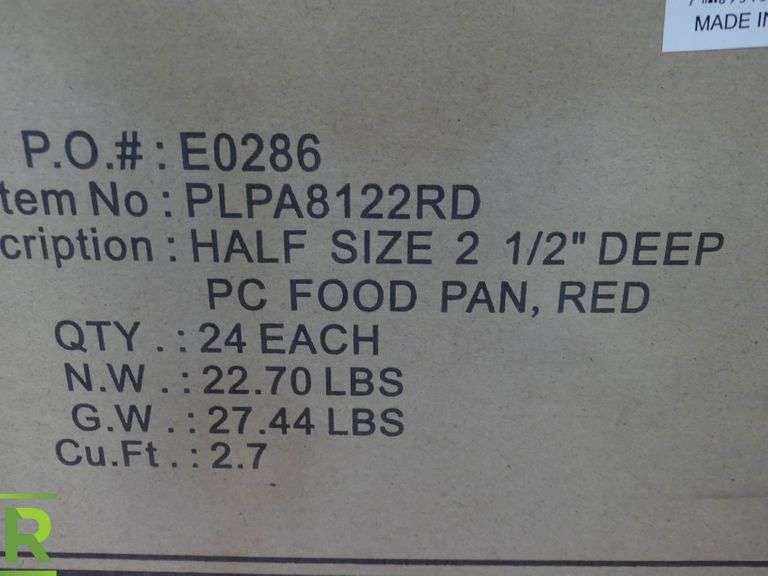 MADE IN
P.O.# : E0286
tem No : PLPA8122RD
cription : HALF SIZE 2 1/2" DEEP
PC FOOD PAN, RED
QTY . : 24 EACH
N.W . : 22.70 LBS
G.W . : 27.44 LBS
Cu.Ft . : 2.7
R